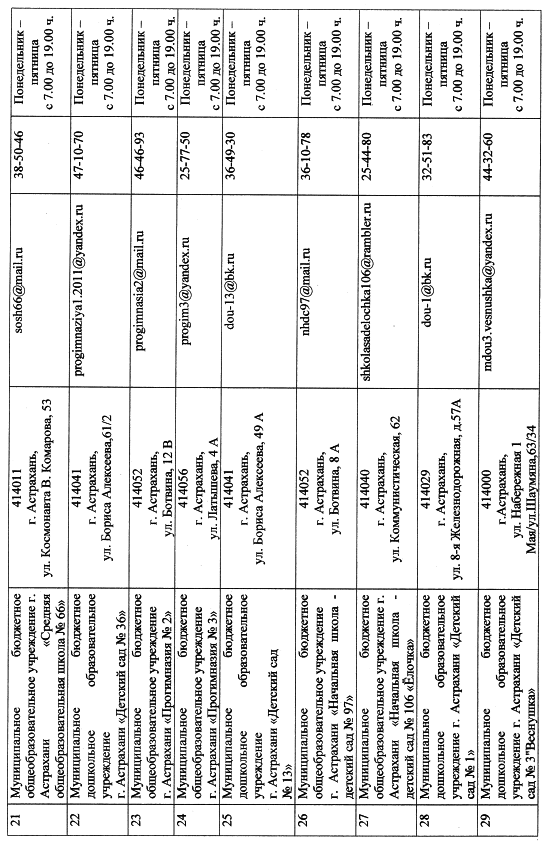 21
Муниципальное бюджетное
общеобразовательное учреждение г.
Астрахани «Средняя
общеобразовательная школа № 66»
414011
г. Астрахань,
ул. Космонавта В. Комарова, 53
sosh66@mail.ru
38-50-46
Понедельник –
пятница
с 7.00 до 19.00 ч.
22
Муниципальное бюджетное
дошкольное образовательное
учреждение
г. Астрахани «Детский сад № 36»
414041
г. Астрахань,
ул. Бориса Алексеева,61/2
progimnaziya1.2011@yandex.ru
47-10-70
Понедельник –
пятница
с 7.00 до 19.00 ч.
23
Муниципальное бюджетное
общеобразовательное учреждение
г. Астрахани «Прогимназия № 2»
414052
г. Астрахань,
ул. Ботвина, 12 В
progimnasia2@mail.ru
46-46-93
Понедельник –
пятница
с 7.00 до 19.00 ч.
24
Муниципальное бюджетное
общеобразовательное учреждение
г. Астрахани «Прогимназия № 3»
414056
г. Астрахань,
ул. Латышева, 4 А
progim3@yandex.ru
25-77-50
Понедельник –
пятница
с 7.00 до 19.00 ч.
25
Муниципальное бюджетное
дошкольное образовательное
учреждение
г. Астрахани «Детский сад
№ 13»
414041
г. Астрахань,
ул. Бориса Алексеева, 49 А
dou-13@bk.ru
36-49-30
Понедельник –
пятница
с 7.00 до 19.00 ч.
26
Муниципальное бюджетное
общеобразовательное учреждение
г. Астрахани «Начальная школа -
детский сад № 97»
414052
г. Астрахань,
ул. Ботвина, 8 А
nhdc97@mail.ru
36-10-78
Понедельник –
пятница
с 7.00 до 19.00 ч.
27
Муниципальное бюджетное
общеобразовательное учреждение г.
Астрахани «Начальная школа -
детский сад № 106 «Ёлочка»
414040
г. Астрахань,
ул. Коммунистическая, 62
shkolasadelochka106@rambler.ru
25-44-80
Понедельник –
пятница
с 7.00 до 19.00 ч.
28
Муниципальное бюджетное
дошкольное образовательное
учреждение г. Астрахани «Детский
сад № 1»
414029
г.Астрахань,
ул. 8-я Железнодорожная, д.57А
dou-1@bk.ru
32-51-83
Понедельник –
пятница
с 7.00 до 19.00 ч.
29
Муниципальное бюджетное
дошкольное образовательное
учреждение г. Астрахани «Детский
сад № 3"Веснушка»
414000
г.Астрахань,
ул. Набережная 1
Мая/ул.Шаумяна,63/34
mdou3.vesnushka@yandex.ru
44-32-60
Понедельник –
пятница
с 7.00 до 19.00 ч.